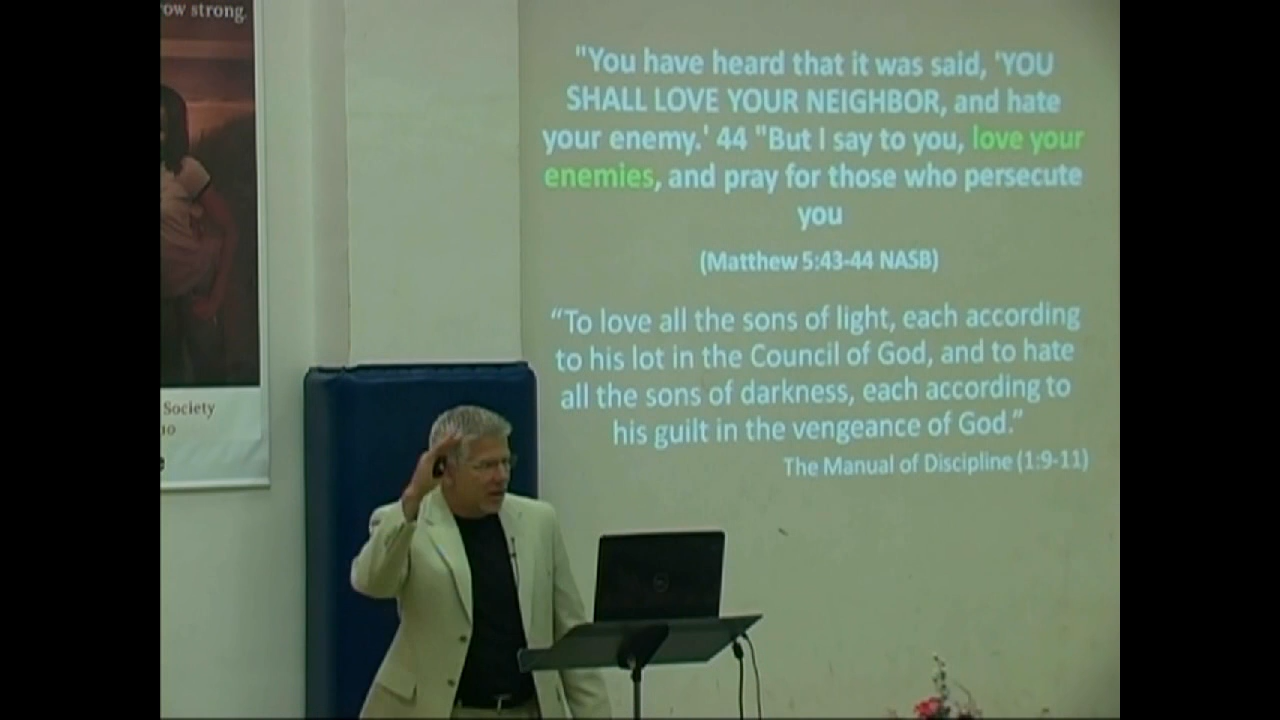 ow strong.
Society
10
"You have heard that it was said, 'YOU
SHALL LOVE YOUR NEIGHBOR, and hate
your enemy.' 44 "But I say to you, love your
enemies, and pray for those who persecute
you
(Matthew 5:43-44 NASB)
“To love all the sons of light, each according
to his lot in the Council of God, and to hate
all the sons of darkness, each according to
his guilt in the vengeance of God.”
The Manual of Discipline (1:9-11)